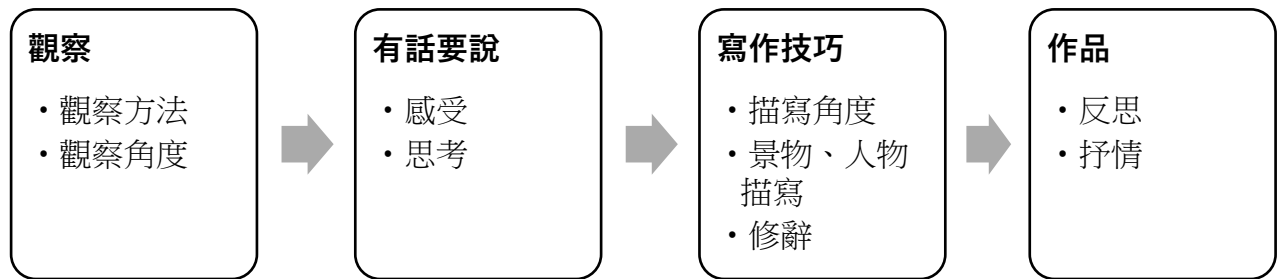 觀察
・觀察方法
・觀察角度
有話要說
・感受
・思考
寫作技巧
・描寫角度
・景物、人物
描寫
・修辭
作品
・反思
・抒情